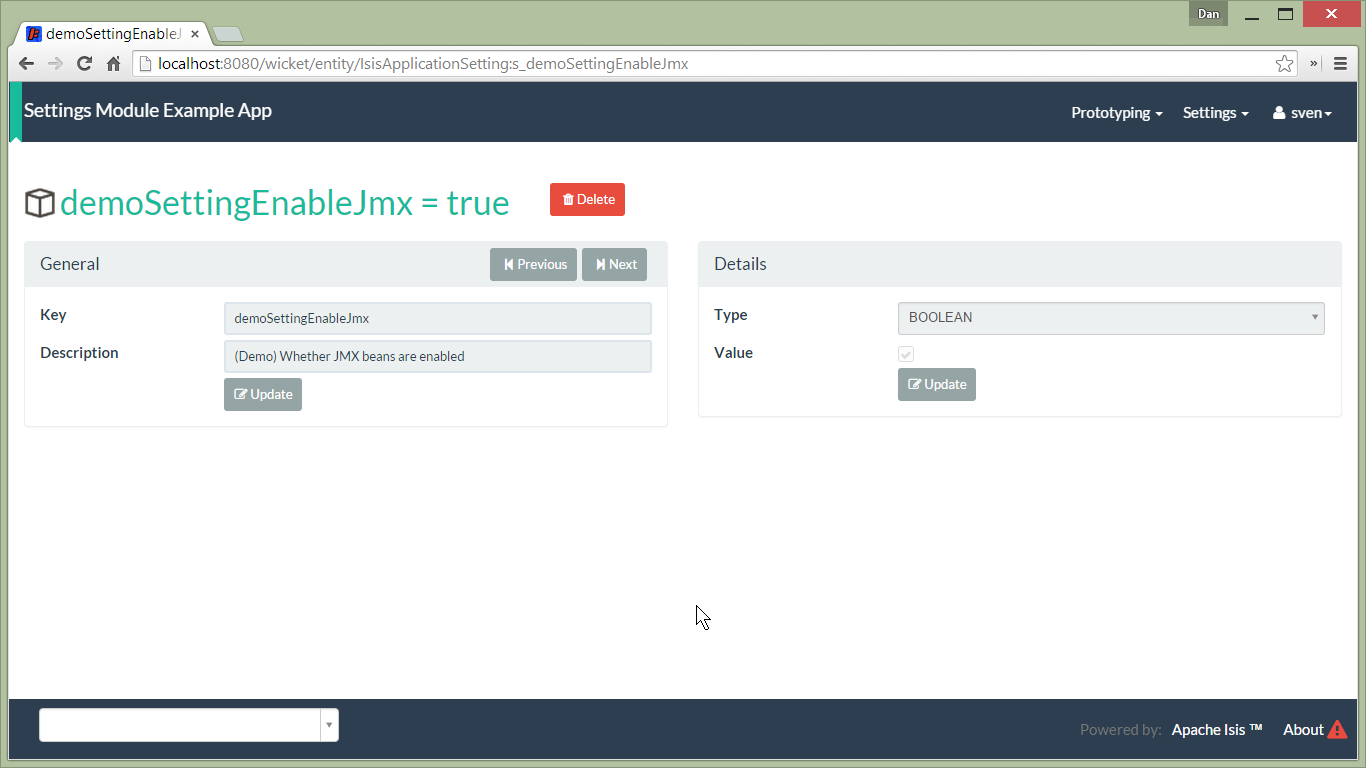 Dan
demoSettingEnableJ
localhost:8080/wicket/entity/IsisApplicationSetting:s_demoSettingEnableJmx
Settings Module Example App
Prototyping
Settings
sven
demoSettingEnableJmx = true
Delete
General
Previous
Next
Key
demoSettingEnableJmx
Description
(Demo) Whether JMX beans are enabled
Update
Details
Type
BOOLEAN
Value
Update
Powered by: Apache Isis ™ About